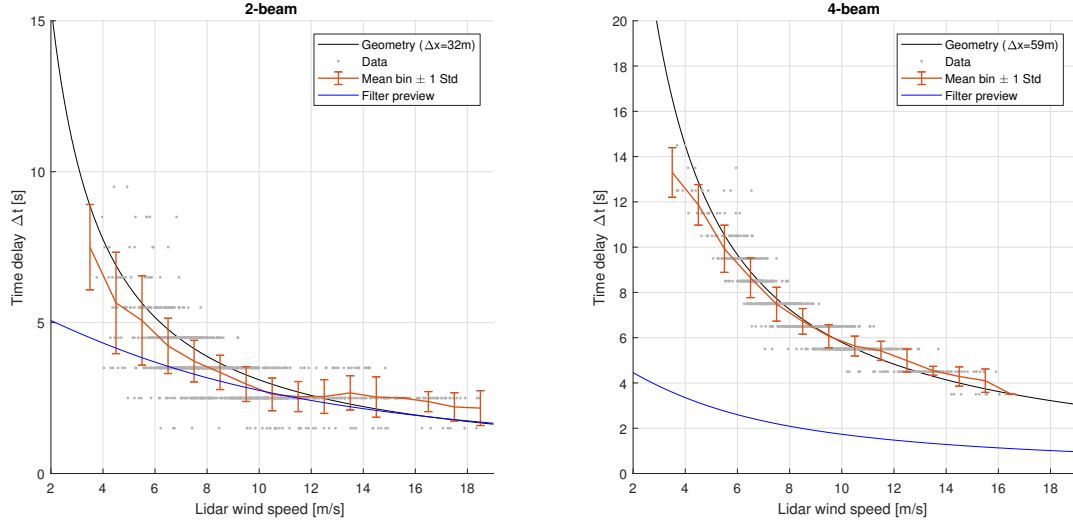 2-beam
Time delay Δt [s]
15
10
5
0
Geometry (Δx=32m)
Data
Mean bin ± 1 Std
Filter preview
2 4 6 8 10 12 14 16 18
Lidar wind speed [m/s]
4-beam
Time delay Δt [s]
20
18
16
14
12
10
8
6
4
2
0
Geometry (Δx=59m)
Data
Mean bin ± 1 Std
Filter preview
2 4 6 8 10 12 14 16 18
Lidar wind speed [m/s]